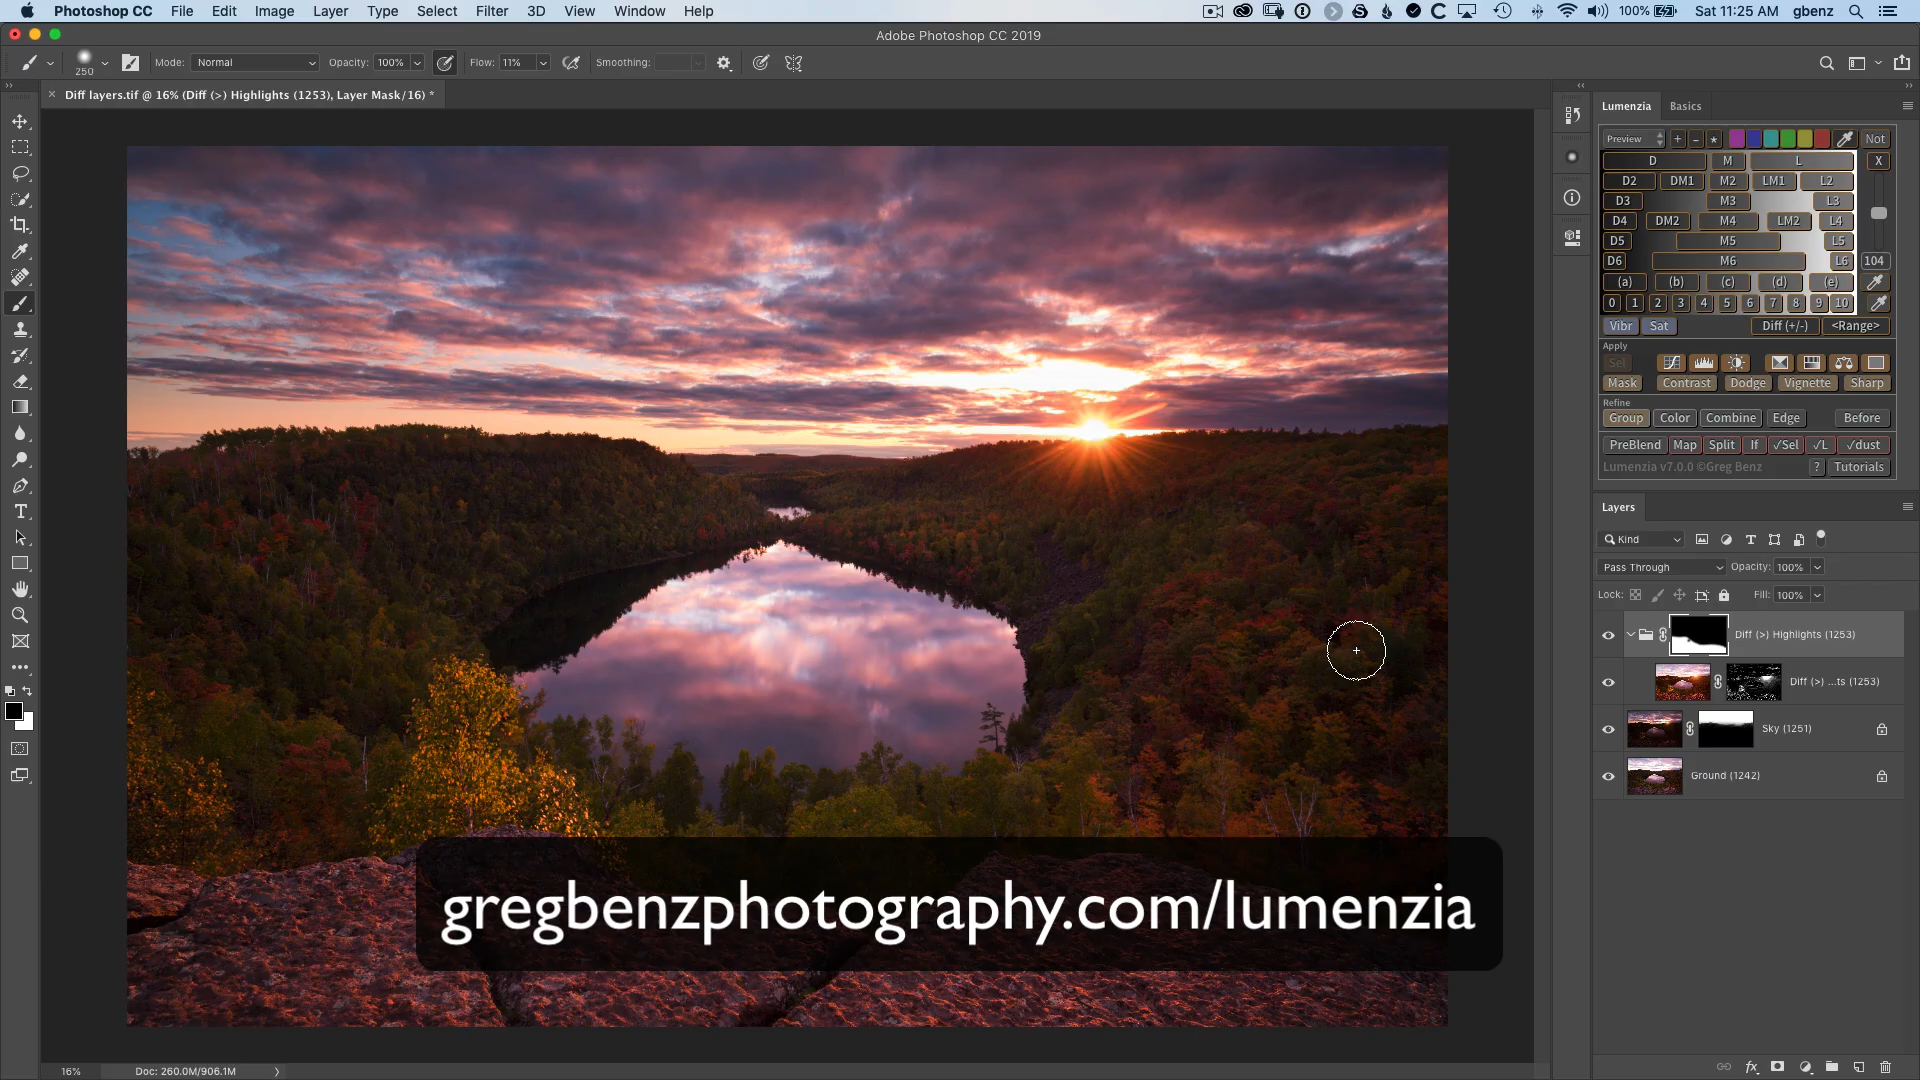 Photoshop CC File Edit Image Layer Type Select Filter 3D View Window Help 100% Sat 11:25 AM gbenz
Adobe Photoshop CC 2019
250 Mode: Normal Opacity: 100% Flow: 11% Smoothing:
× Diff layers.tif @ 16% (Diff (>) Highlights (1253), Layer Mask/16) *
Lumenzia Basics
Preview + - * Not
D M L X
D2 DM1 M2 LM1 L2
D3 M3 L3
D4 DM2 M4 LM2 L4
D5 M5 L5
D6 M6 L6 104
(a) (b) (c) (d) (e)
0 1 2 3 4 5 6 7 8 9 10
Vibr Sat Diff (+/-) <Range>
Apply
Sel
Mask Contrast Dodge Vignette Sharp
Refine
Group Color Combine Edge Before
PreBlend Map Split If √Sel √L √dust
Lumenzia v7.0.0 ©Greg Benz ? Tutorials
Layers
Kind
Pass Through Opacity: 100%
Lock: Fill: 100%
Diff (>) Highlights (1253)
Diff (>) ...ts (1253)
Sky (1251)
Ground (1242)
gregbenzphotography.com/lumenzia
16% Doc: 260.0M/906.1M
fx